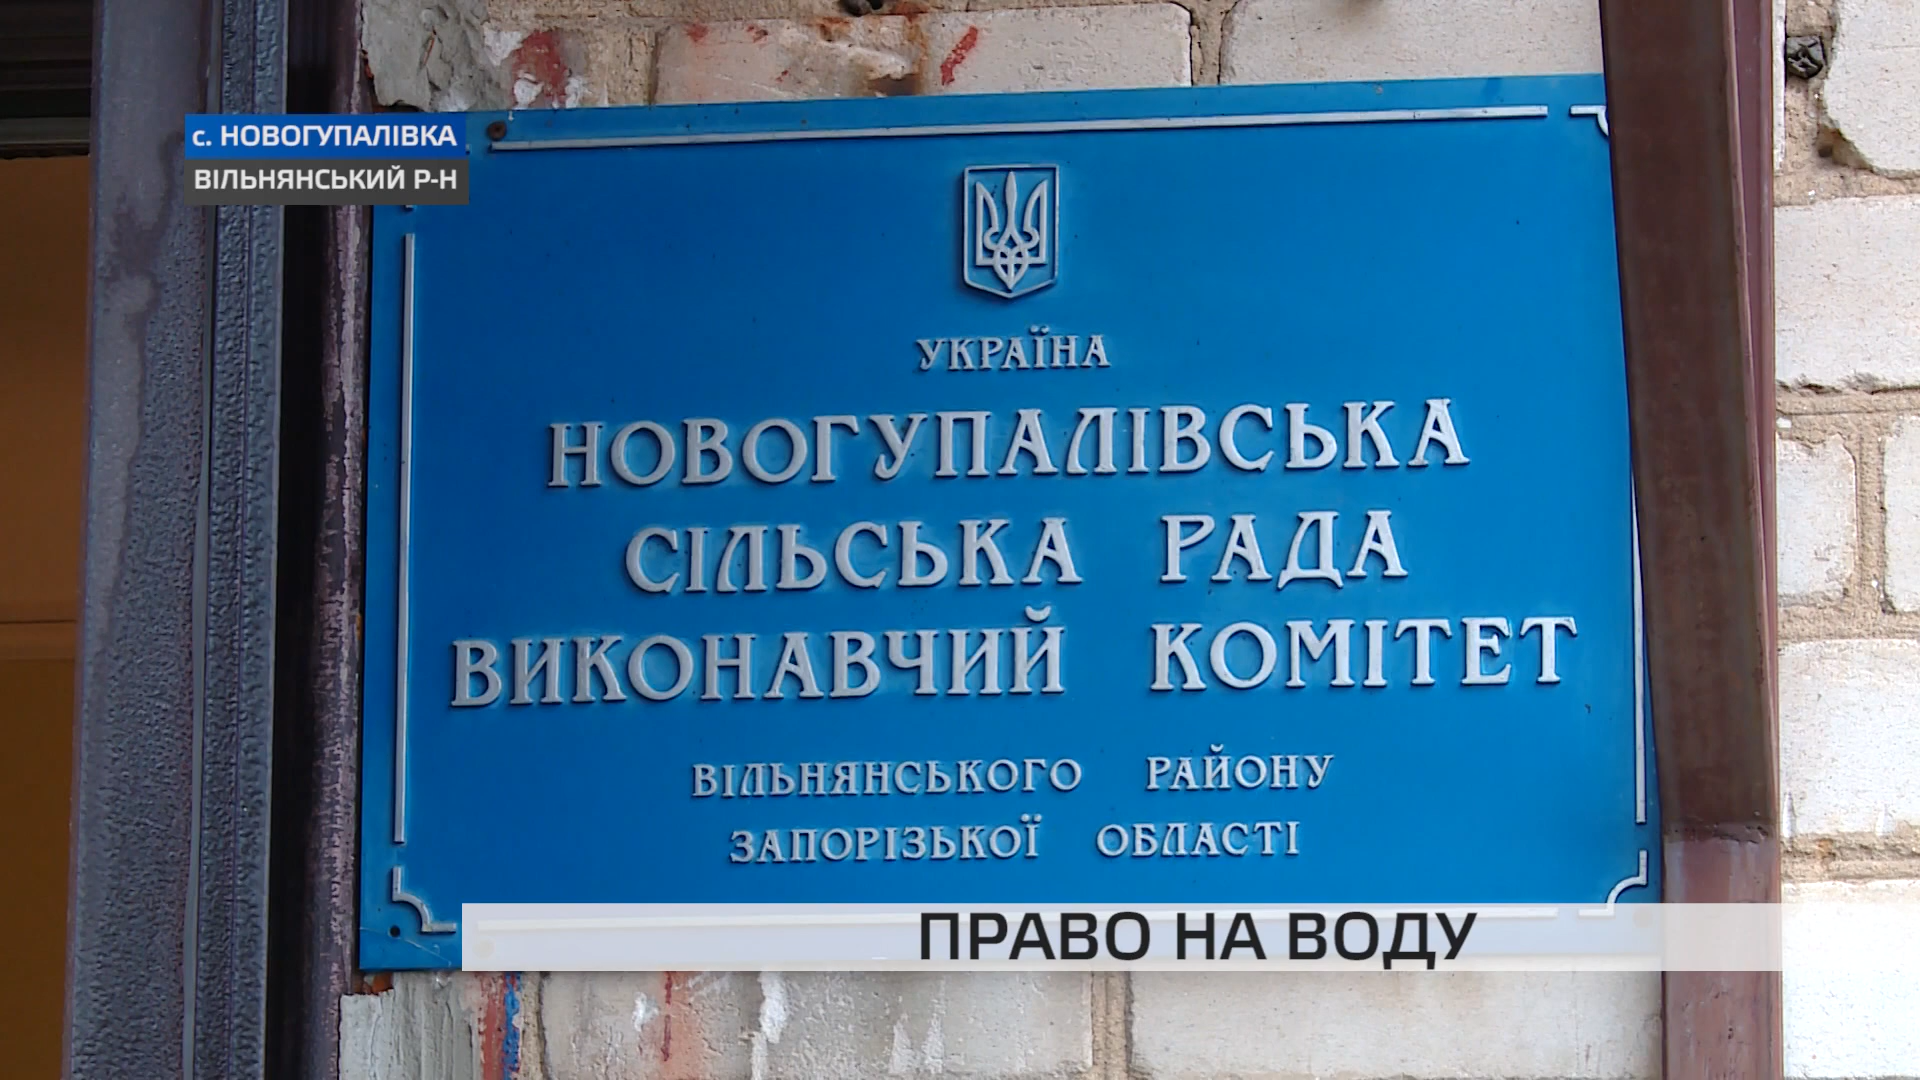 с. НОВОГУПАЛІВКА
ВІЛЬНЯНСЬКИЙ Р-Н
УКРАЇНА
НОВОГУПАЛІВСЬКА
СІЛЬСЬКА РАДА
ВИКОНАВЧИЙ КОМІТЕТ
ВІЛЬНЯНСЬКОГО РАЙОНУ
ЗАПОРІЗЬКОЇ ОБЛАСТІ
ПРАВО НА ВОДУ